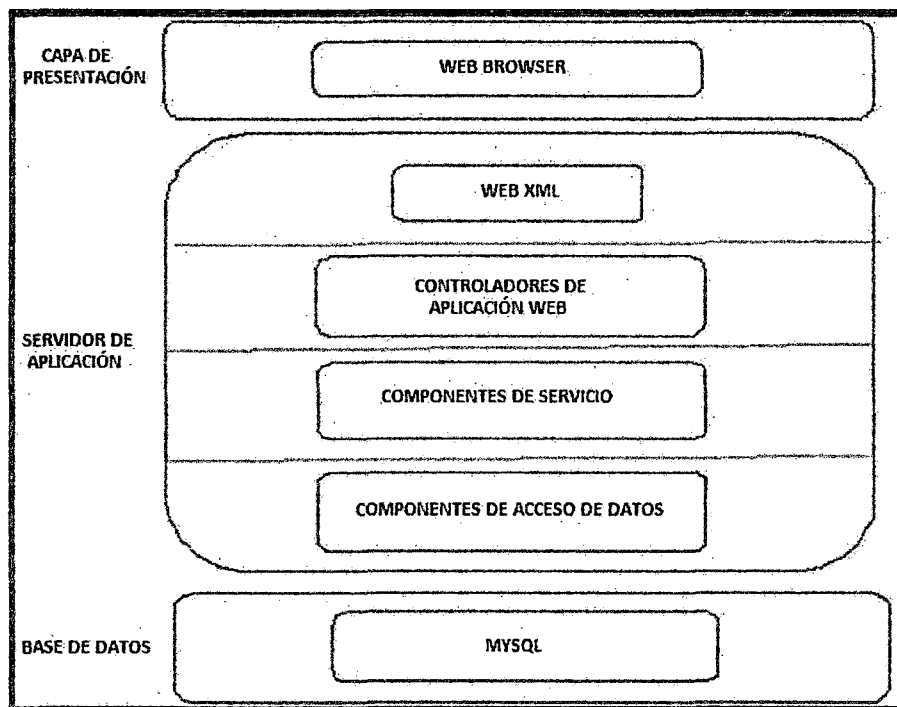 CAPA DE
PRESENTACIÓN
WEB BROWSER
WEB XML
CONTROLADORES DE
APLICACIÓN WEB
SERVIDOR DE
APLICACIÓN
COMPONENTES DE SERVICIO
COMPONENTES DE ACCESO DE DATOS
BASE DE DATOS
MYSQL